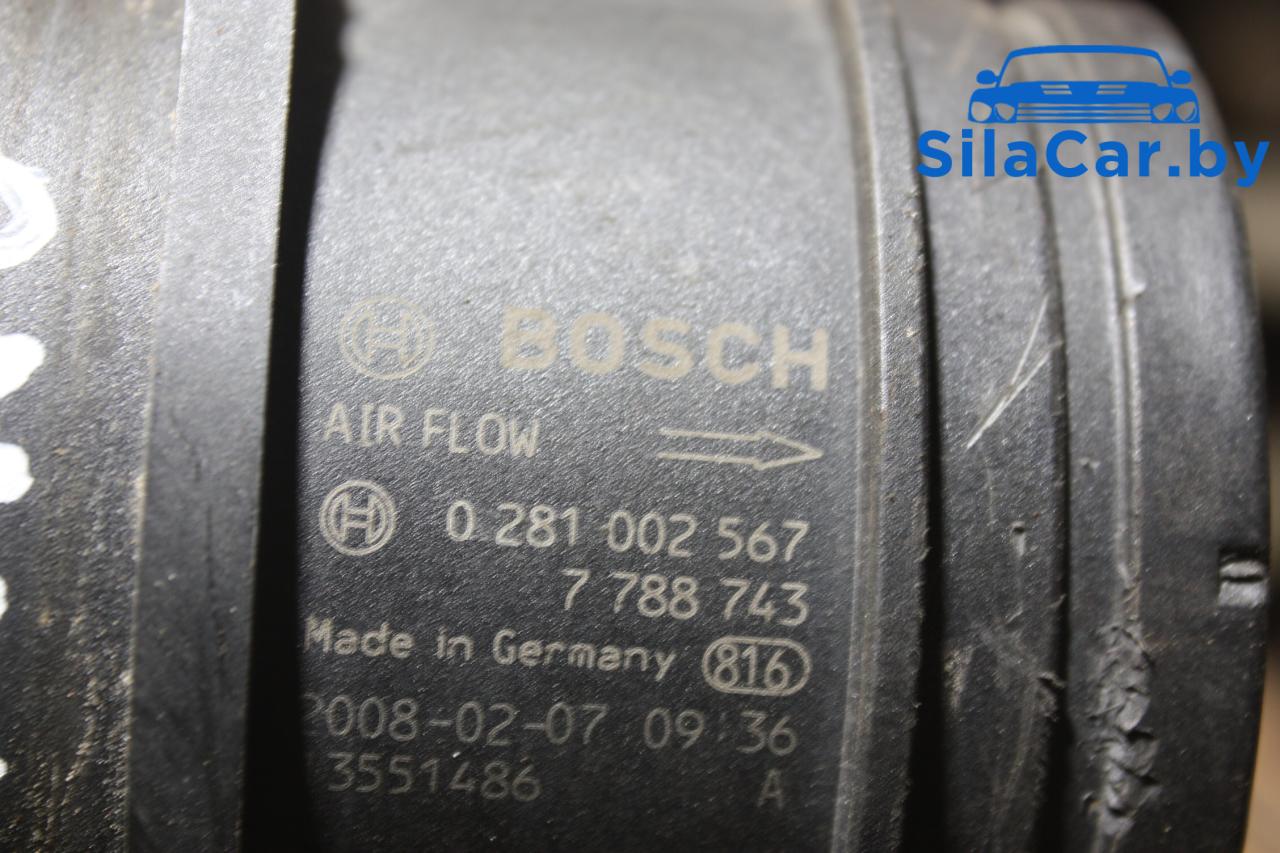 SilaCar.by
BOSCH
AIR FLOW
0 281 002 567
7 788 743
Made in Germany 816
2008-02-07 09:36
3551486 A